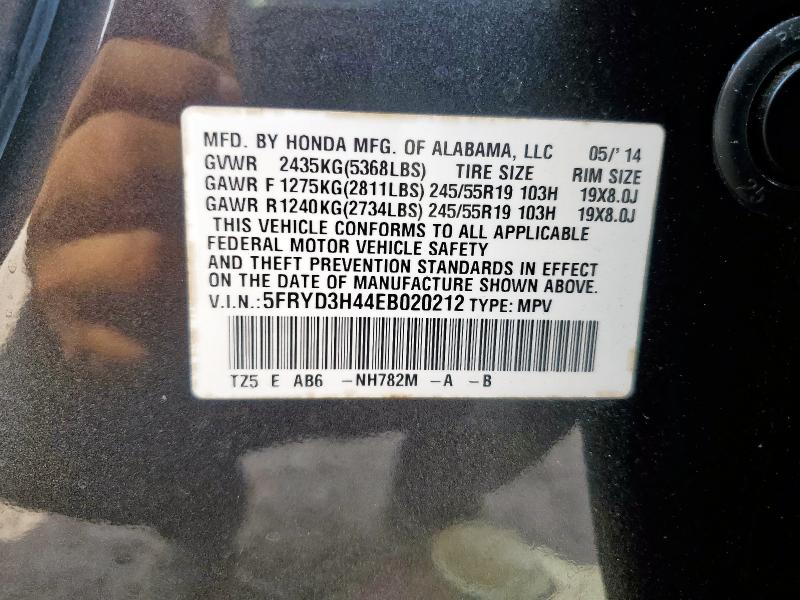 MFD. BY HONDA MFG. OF ALABAMA, LLC 05/' 14
GVWR 2435KG(5368LBS) TIRE SIZE RIM SIZE
GAWR F 1275KG(2811LBS) 245/55R19 103H 19X8.0J
GAWR R 1240KG(2734LBS) 245/55R19 103H 19X8.0J
THIS VEHICLE CONFORMS TO ALL APPLICABLE
FEDERAL MOTOR VEHICLE SAFETY
AND THEFT PREVENTION STANDARDS IN EFFECT
ON THE DATE OF MANUFACTURE SHOWN ABOVE.
V.I.N.:5FRYD3H44EB020212 TYPE: MPV
TZ5 E AB6 -NH782M -A -B